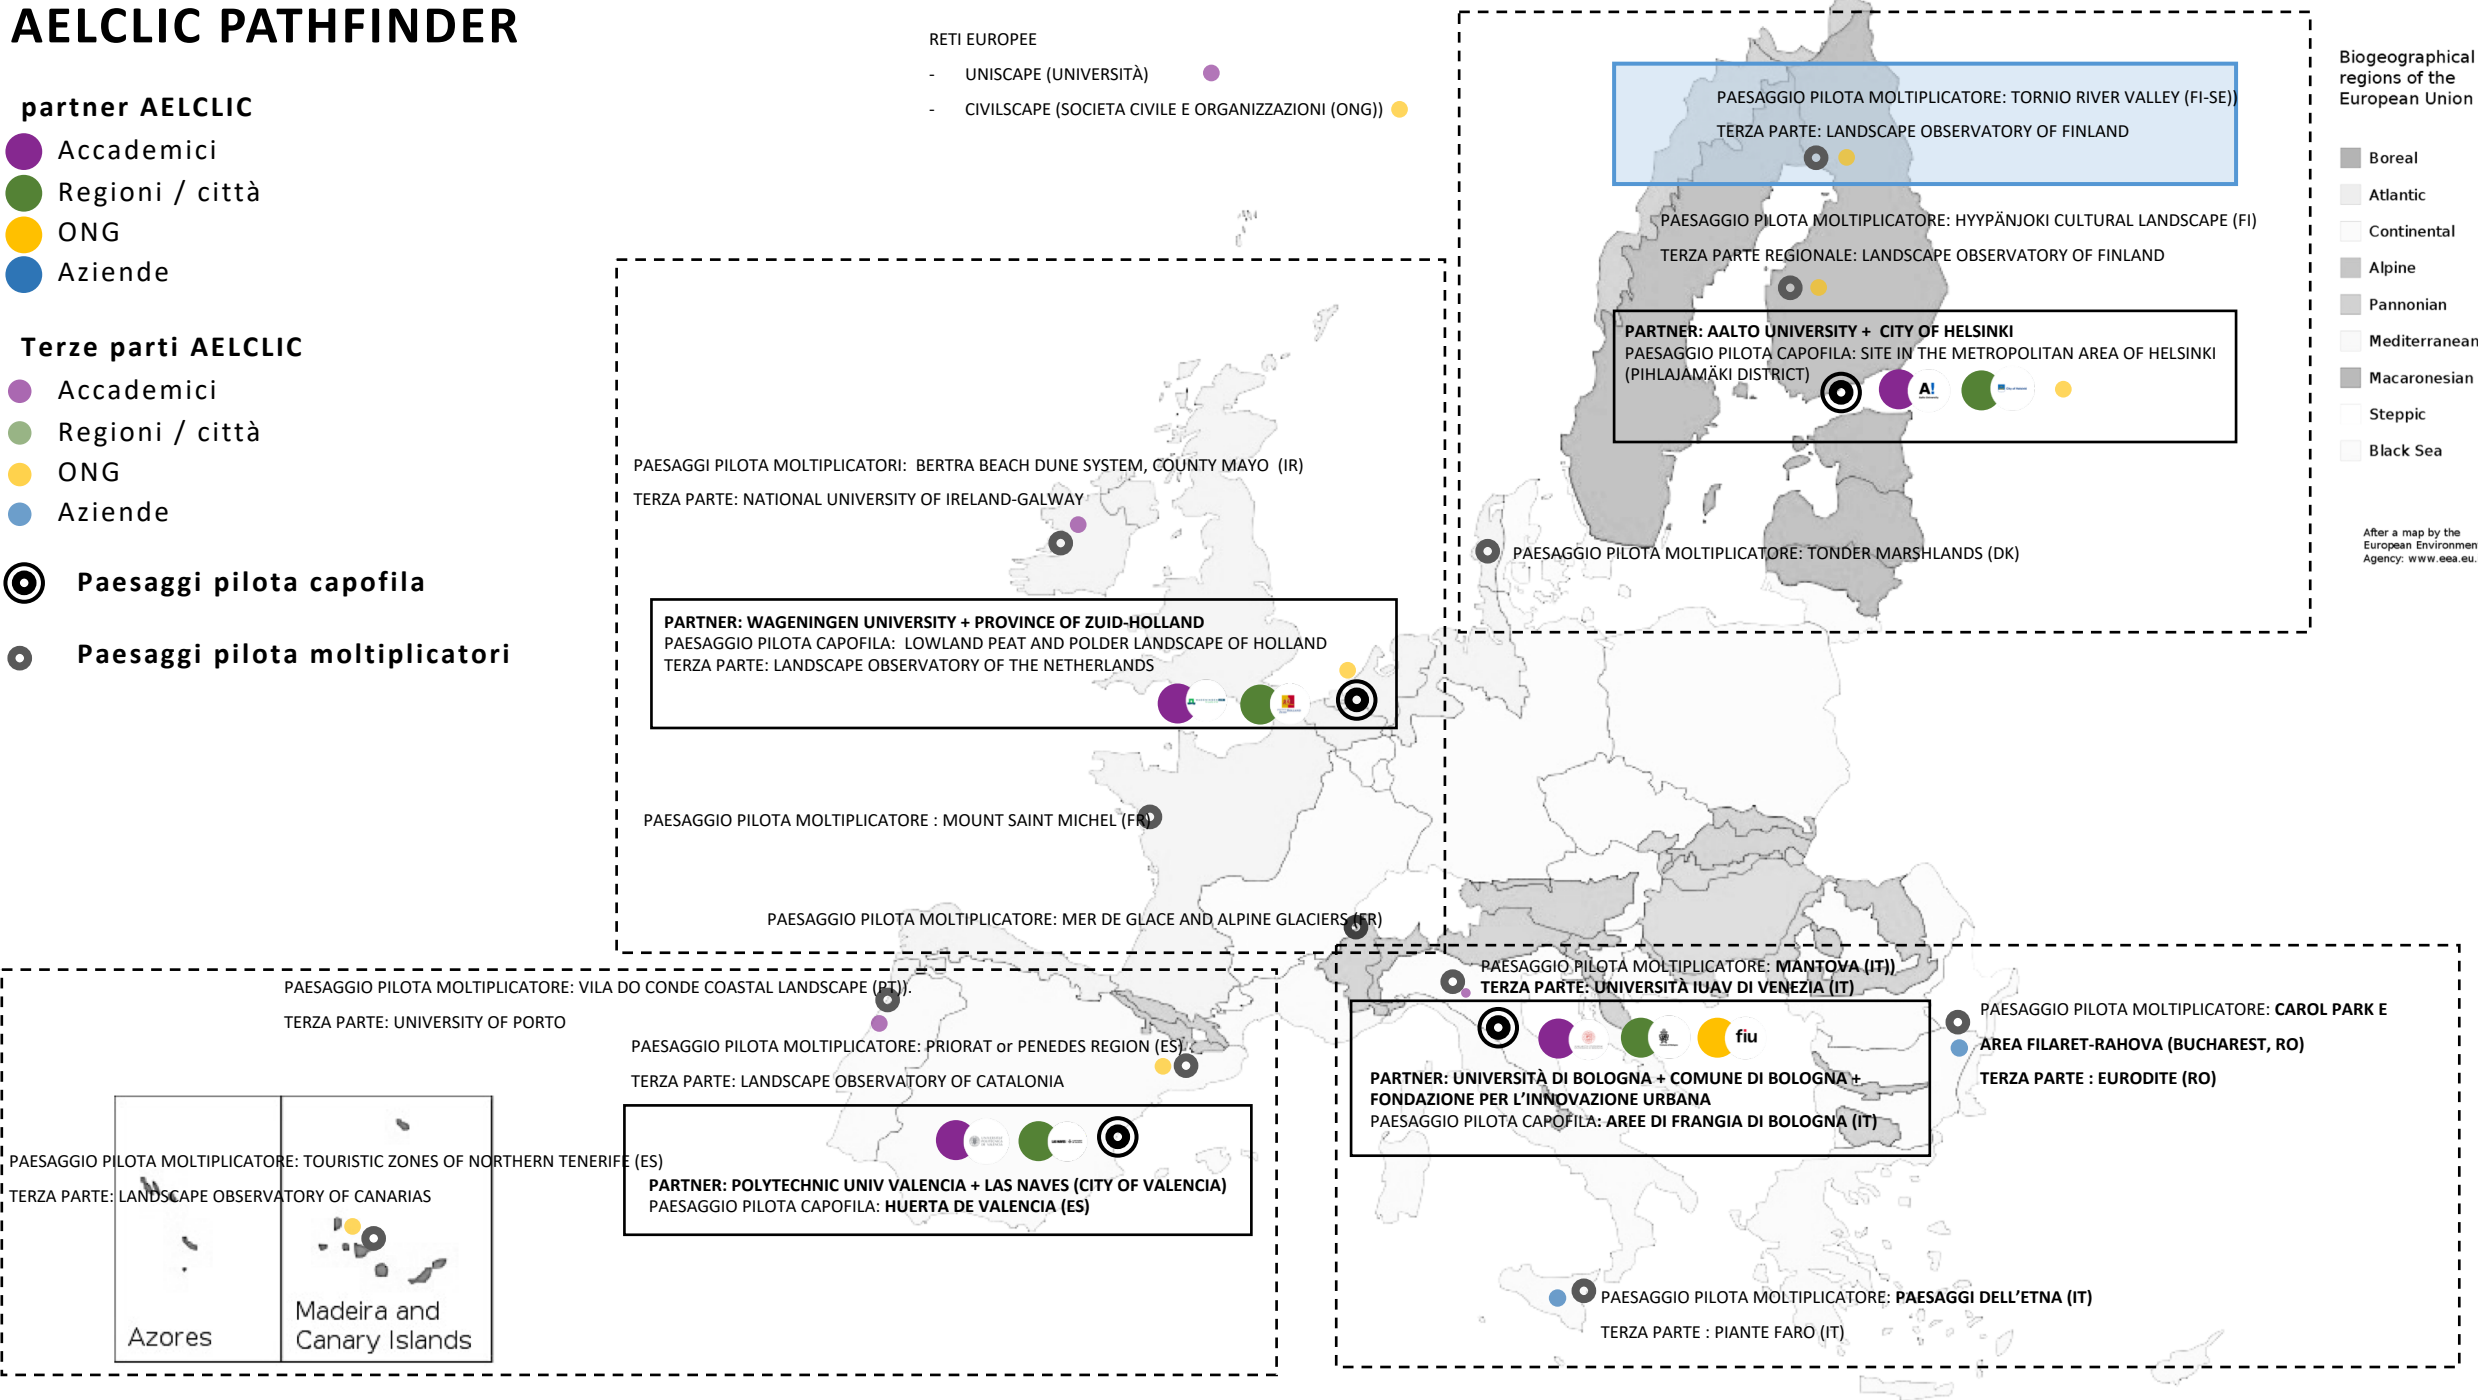 AELCLIC PATHFINDER
partner AELCLIC
Accademici
Regioni / città
ONG
Aziende
Terze parti AELCLIC
Accademici
Regioni / città
ONG
Aziende
Paesaggi pilota capofila
Paesaggi pilota moltiplicatori
RETI EUROPEE
- UNISCAPE (UNIVERSITÀ)
- CIVILSCAPE (SOCIETA CIVILE E ORGANIZZAZIONI (ONG))
PAESAGGIO PILOTA MOLTIPLICATORE: TORNIO RIVER VALLEY (FI-SE))
TERZA PARTE: LANDSCAPE OBSERVATORY OF FINLAND
PAESAGGIO PILOTA MOLTIPLICATORE: HYYPÄNJOKI CULTURAL LANDSCAPE (FI)
TERZA PARTE REGIONALE: LANDSCAPE OBSERVATORY OF FINLAND
PARTNER: AALTO UNIVERSITY + CITY OF HELSINKI
PAESAGGIO PILOTA CAPOFILA: SITE IN THE METROPOLITAN AREA OF HELSINKI
(PIHLAJAMÄKI DISTRICT)
A!
PAESAGGIO PILOTA MOLTIPLICATORE: TONDER MARSHLANDS (DK)
Biogeographical
regions of the
European Union
Boreal
Atlantic
Continental
Alpine
Pannonian
Mediterranean
Macaronesian
Steppic
Black Sea
After a map by the
European Environmen
Agency: www.eea.eu.
PAESAGGI PILOTA MOLTIPLICATORI: BERTRA BEACH DUNE SYSTEM, COUNTY MAYO (IR)
TERZA PARTE: NATIONAL UNIVERSITY OF IRELAND-GALWAY
PARTNER: WAGENINGEN UNIVERSITY + PROVINCE OF ZUID-HOLLAND
PAESAGGIO PILOTA CAPOFILA: LOWLAND PEAT AND POLDER LANDSCAPE OF HOLLAND
TERZA PARTE: LANDSCAPE OBSERVATORY OF THE NETHERLANDS
PAESAGGIO PILOTA MOLTIPLICATORE : MOUNT SAINT MICHEL (FR)
PAESAGGIO PILOTA MOLTIPLICATORE: MER DE GLACE AND ALPINE GLACIERS (FR)
PAESAGGIO PILOTA MOLTIPLICATORE: VILA DO CONDE COASTAL LANDSCAPE (PT)).
TERZA PARTE: UNIVERSITY OF PORTO
PAESAGGIO PILOTA MOLTIPLICATORE: PRIORAT or PENEDES REGION (ES).
TERZA PARTE: LANDSCAPE OBSERVATORY OF CATALONIA
PARTNER: POLYTECHNIC UNIV VALENCIA + LAS NAVES (CITY OF VALENCIA)
PAESAGGIO PILOTA CAPOFILA: HUERTA DE VALENCIA (ES)
PAESAGGIO PILOTA MOLTIPLICATORE: TOURISTIC ZONES OF NORTHERN TENERIFE (ES)
TERZA PARTE: LANDSCAPE OBSERVATORY OF CANARIAS
Azores
Madeira and
Canary Islands
PAESAGGIO PILOTA MOLTIPLICATORE: MANTOVA (IT))
TERZA PARTE: UNIVERSITÀ IUAV DI VENEZIA (IT)
fiu
PARTNER: UNIVERSITÀ DI BOLOGNA + COMUNE DI BOLOGNA +
FONDAZIONE PER L'INNOVAZIONE URBANA
PAESAGGIO PILOTA CAPOFILA: AREE DI FRANGIA DI BOLOGNA (IT)
PAESAGGIO PILOTA MOLTIPLICATORE: CAROL PARK E
AREA FILARET-RAHOVA (BUCHAREST, RO)
TERZA PARTE : EURODITE (RO)
PAESAGGIO PILOTA MOLTIPLICATORE: PAESAGGI DELL'ETNA (IT)
TERZA PARTE : PIANTE FARO (IT)